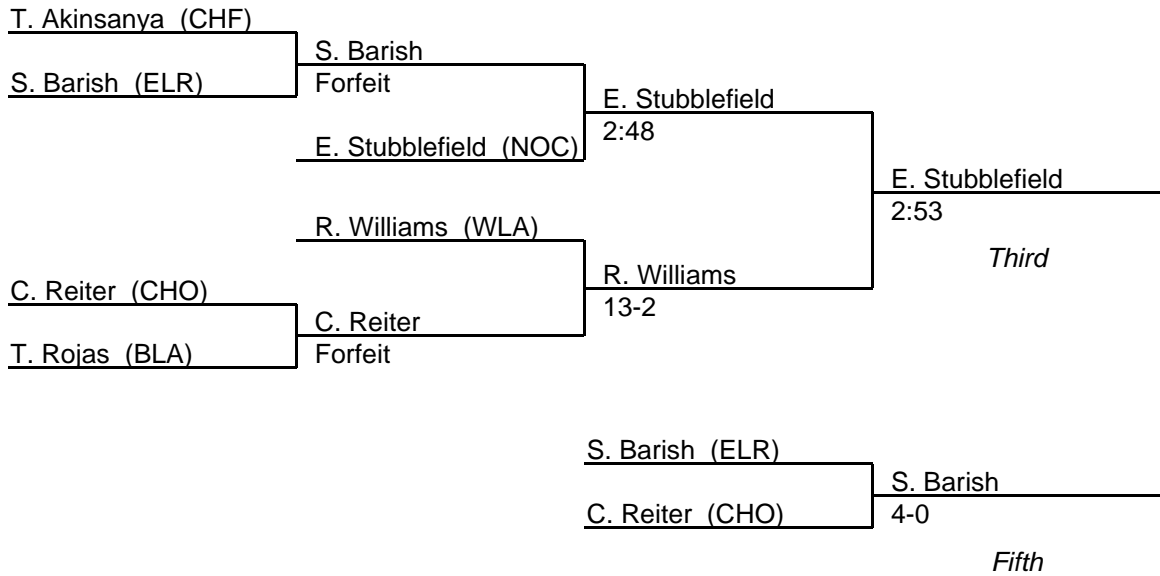 T. Akinsanya (CHF)
S. Barish
Forfeit
S. Barish (ELR)
E. Stubblefield
2:48
E. Stubblefield (NOC)
E. Stubblefield
2:53
Third
R. Williams (WLA)
R. Williams
13-2
C. Reiter (CHO)
C. Reiter
Forfeit
T. Rojas (BLA)
S. Barish (ELR)
S. Barish
4-0
C. Reiter (CHO)
Fifth